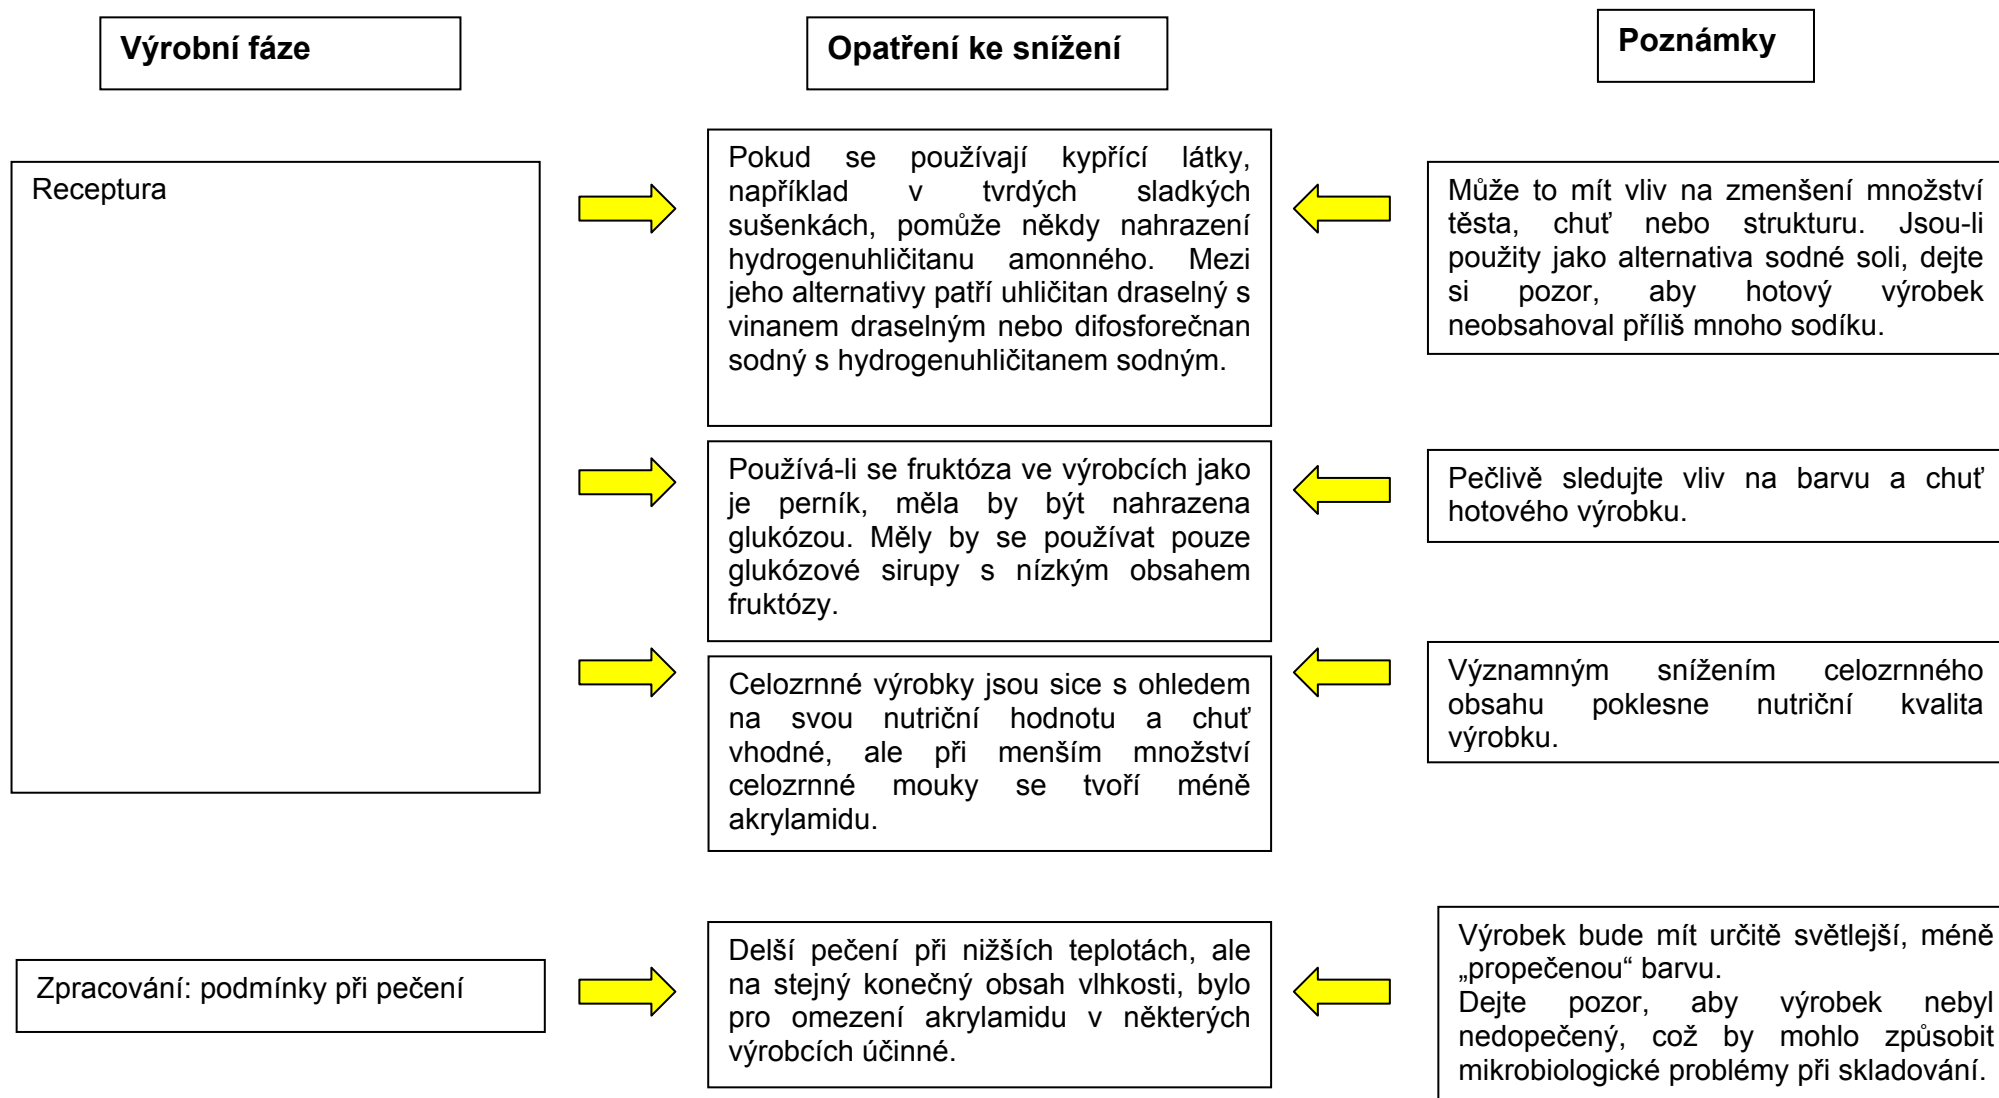 Výrobní fáze
Opatření ke snížení
Poznámky
Receptura
Pokud se používají kypřící látky,
například v tvrdých sladkých
sušenkách, pomůže někdy nahrazení
hydrogenuhličitanu amonného. Mezi
jeho alternativy patří uhličitan draselný s
vinanem draselným nebo difosforečnan
sodný s hydrogenuhličitanem sodným.
Může to mít vliv na zmenšení množství
těsta, chuť nebo strukturu. Jsou-li
použity jako alternativa sodné soli, dejte
si pozor, aby hotový výrobek
neobsahoval příliš mnoho sodíku.
Používá-li se fruktóza ve výrobcích jako
je perník, měla by být nahrazena
glukózou. Měly by se používat pouze
glukózové sirupy s nízkým obsahem
fruktózy.
Pečlivě sledujte vliv na barvu a chuť
hotového výrobku.
Celozrnné výrobky jsou sice s ohledem
na svou nutriční hodnotu a chuť
vhodné, ale při menším množství
celozrnné mouky se tvoří méně
akrylamidu.
Významným snížením celozrnného
obsahu poklesne nutriční kvalita
výrobku.
Zpracování: podmínky při pečení
Delší pečení při nižších teplotách, ale
na stejný konečný obsah vlhkosti, bylo
pro omezení akrylamidu v některých
výrobcích účinné.
Výrobek bude mít určitě světlejší, méně
„propečenou“ barvu.
Dejte pozor, aby výrobek nebyl
nedopečený, což by mohlo způsobit
mikrobiologické problémy při skladování.